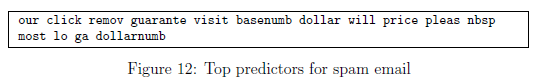 our click remov guarante visit basenumb dollar will price pleas nbsp
most lo ga dollarnumb
Figure 12: Top predictors for spam email